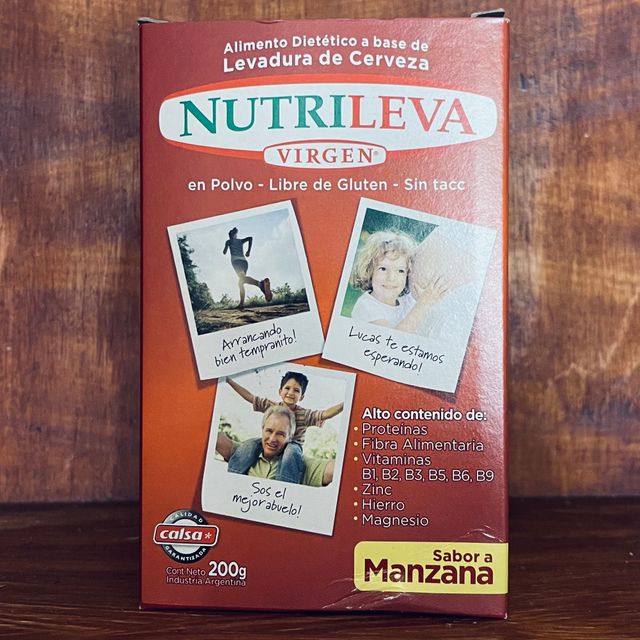 Alimento Dietético a base de
Levadura de Cerveza
NUTRILEVA
VIRGEN®
en Polvo - Libre de Gluten - Sin tacc
Arrancando
bien tempranito!
Lucas te estamos
esperando!
Sos el
mejor abuelo!
Alto contenido de:
• Proteínas
• Fibra Alimentaria
• Vitaminas
B1, B2, B3, B5, B6, B9
• Zinc
• Hierro
• Magnesio
CALIDAD
calsa*
GARANTIZADA
Cont. Neto 200g
Industria Argentina
Sabor a
Manzana